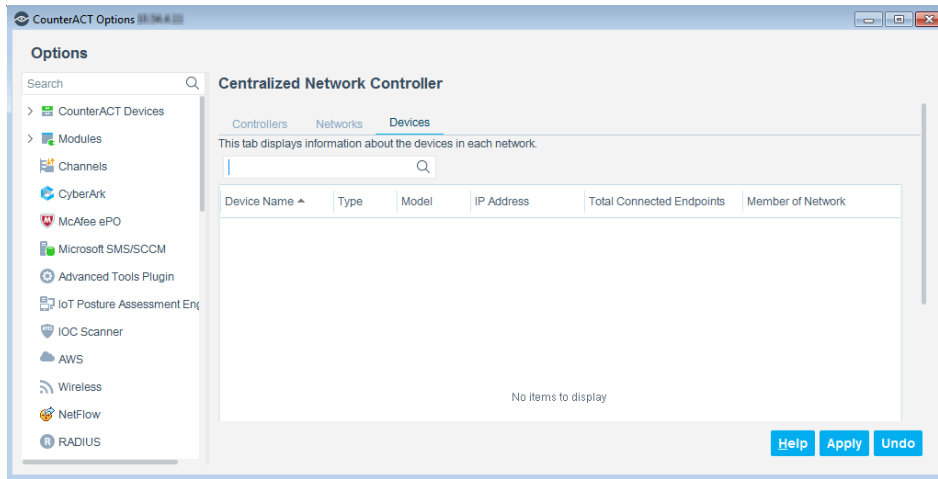 CounterACT Options
Options
Search
CounterACT Devices
Modules
Channels
CyberArk
McAfee ePO
Microsoft SMS/SCCM
Advanced Tools Plugin
IoT Posture Assessment Eng
IOC Scanner
AWS
Wireless
NetFlow
RADIUS
Centralized Network Controller
Controllers Networks Devices
This tab displays information about the devices in each network.
Device Name Type Model IP Address Total Connected Endpoints Member of Network
No items to display
Help Apply Undo